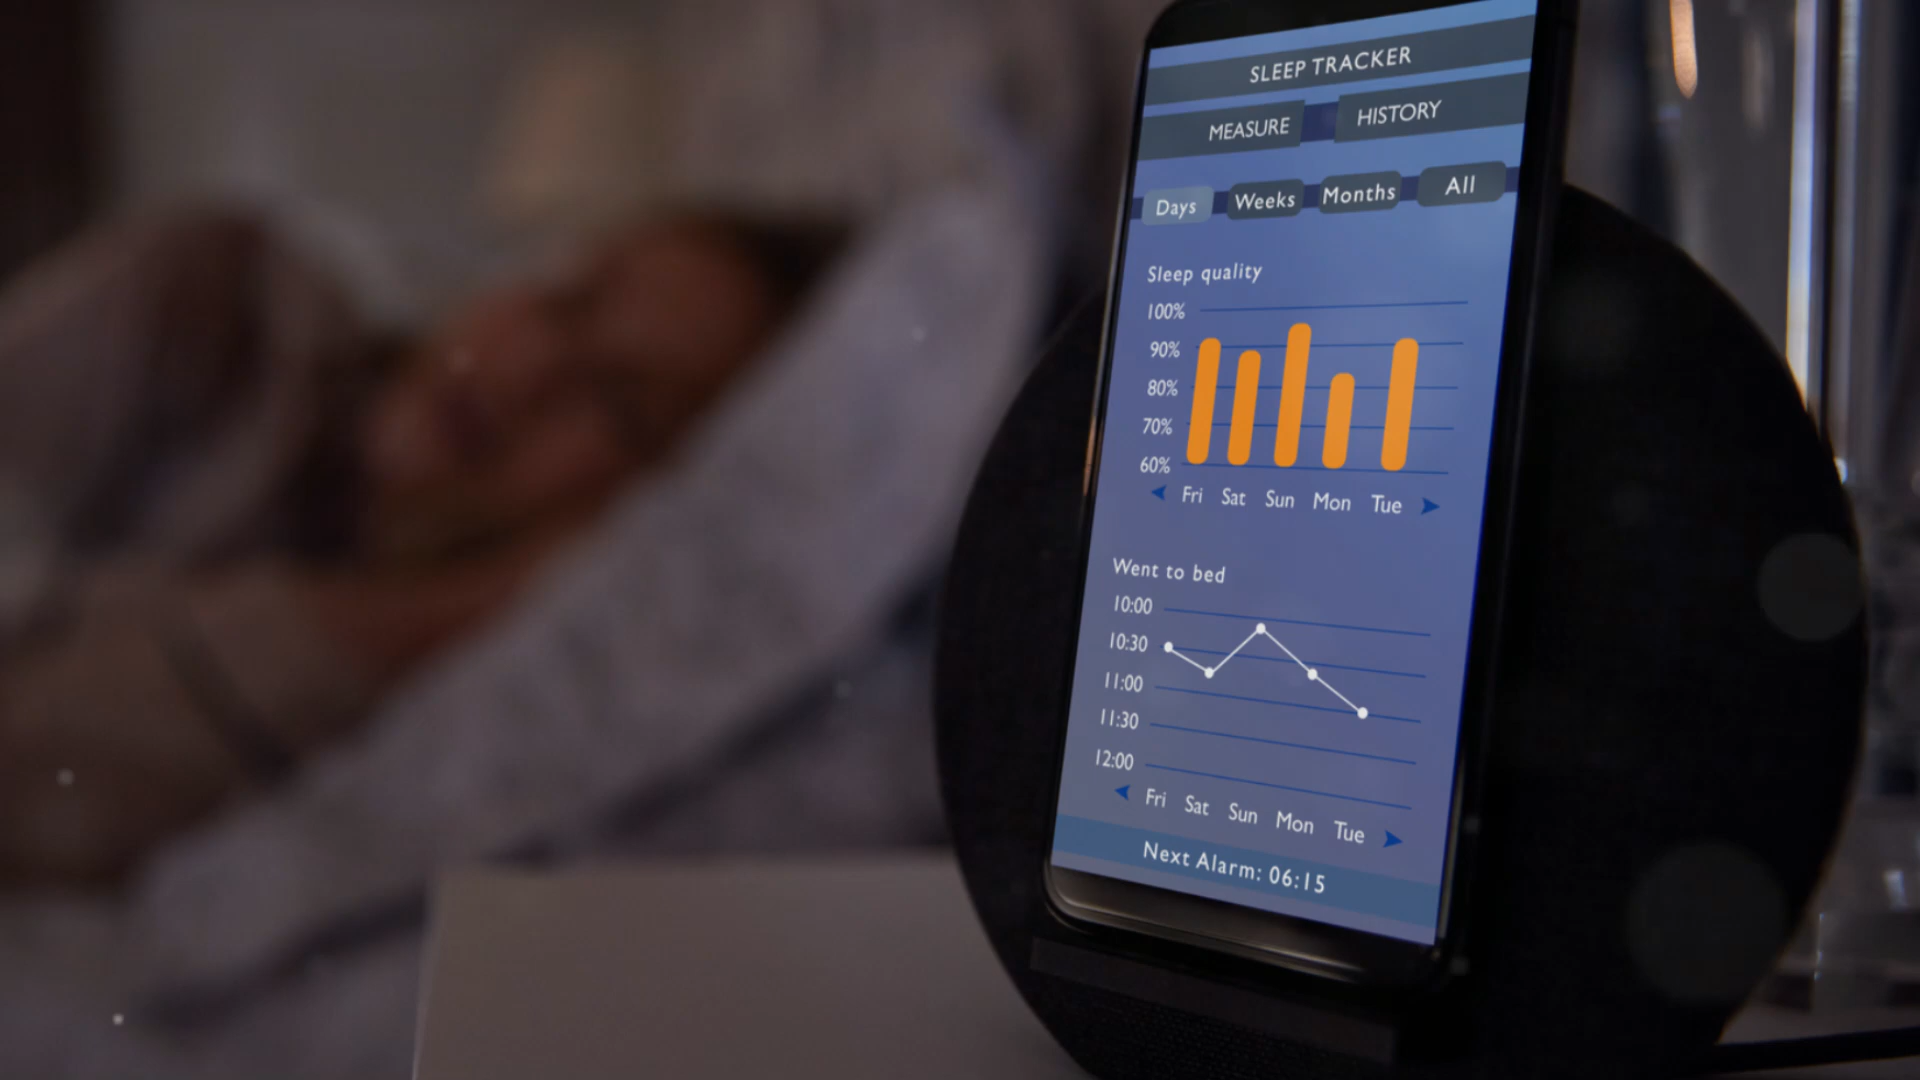 SLEEP TRACKER
MEASURE HISTORY
Days Weeks Months All
Sleep quality
100%
90%
80%
70%
60%
Fri Sat Sun Mon Tue
Went to bed
10:00
10:30
11:00
11:30
12:00
Fri Sat Sun Mon Tue
Next Alarm: 06:15